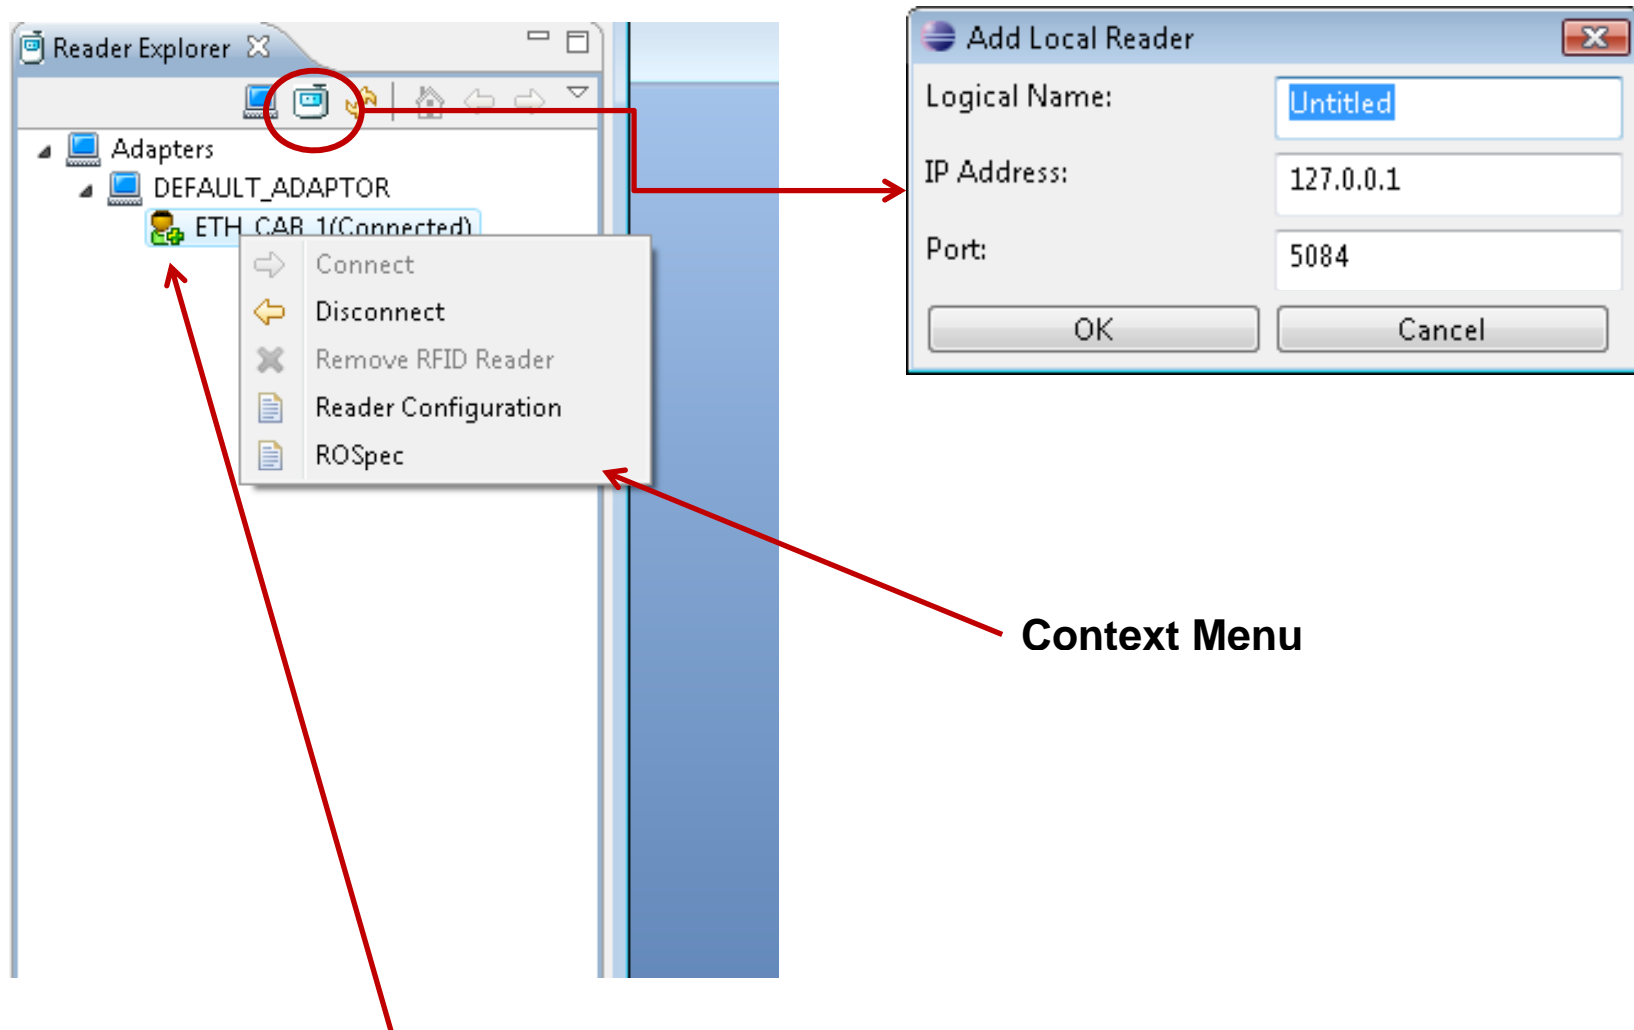 Reader Explorer
Adapters
DEFAULT_ADAPTOR
ETH_CAB_1(Connected)
Connect
Disconnect
Remove RFID Reader
Reader Configuration
ROSpec
Add Local Reader
Logical Name:
Untitled
IP Address:
127.0.0.1
Port:
5084
OK
Cancel
Context Menu